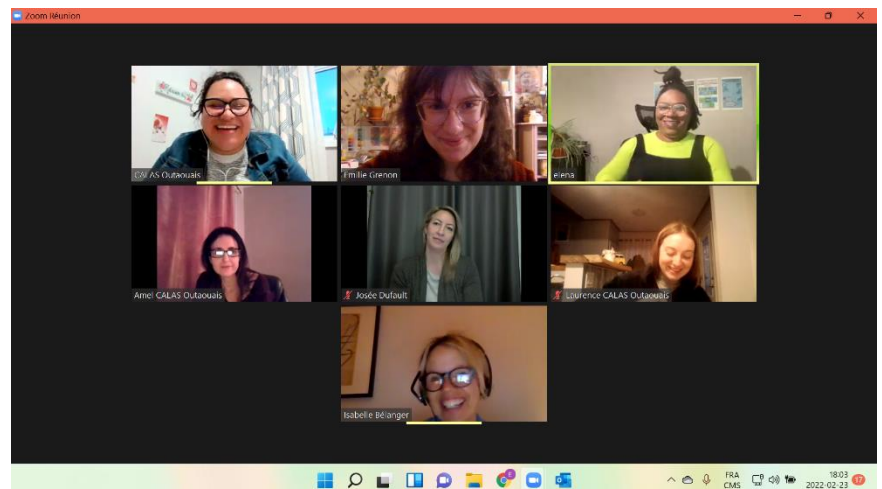 Zoom Réunion
CALAS Outaouais
Emilie Grenon
elena
Amel CALAS Outaouais
Josée Dufault
Laurence CALAS Outaouais
Isabelle Bélanger
FRA
CMS
18:03
2022-02-23
17